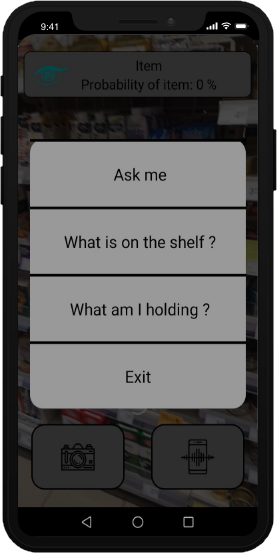 9:41
Item
Probability of item: 0 %
Ask me
What is on the shelf ?
What am I holding ?
Exit